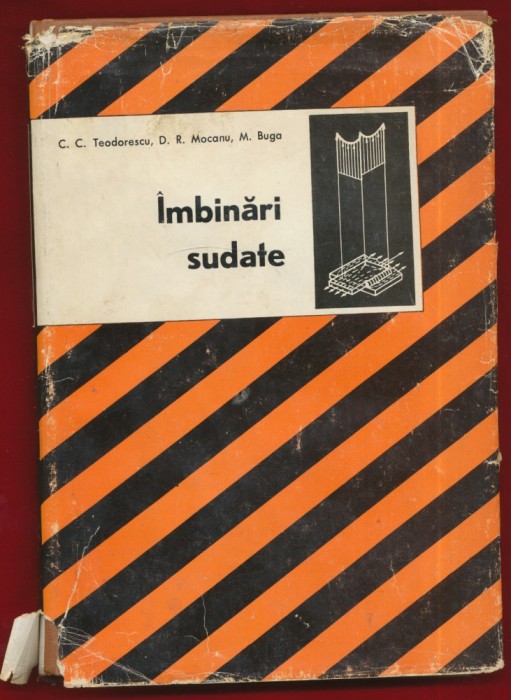 C. C. Teodorescu, D. R. Mocanu, M. Buga
Îmbinări
sudate